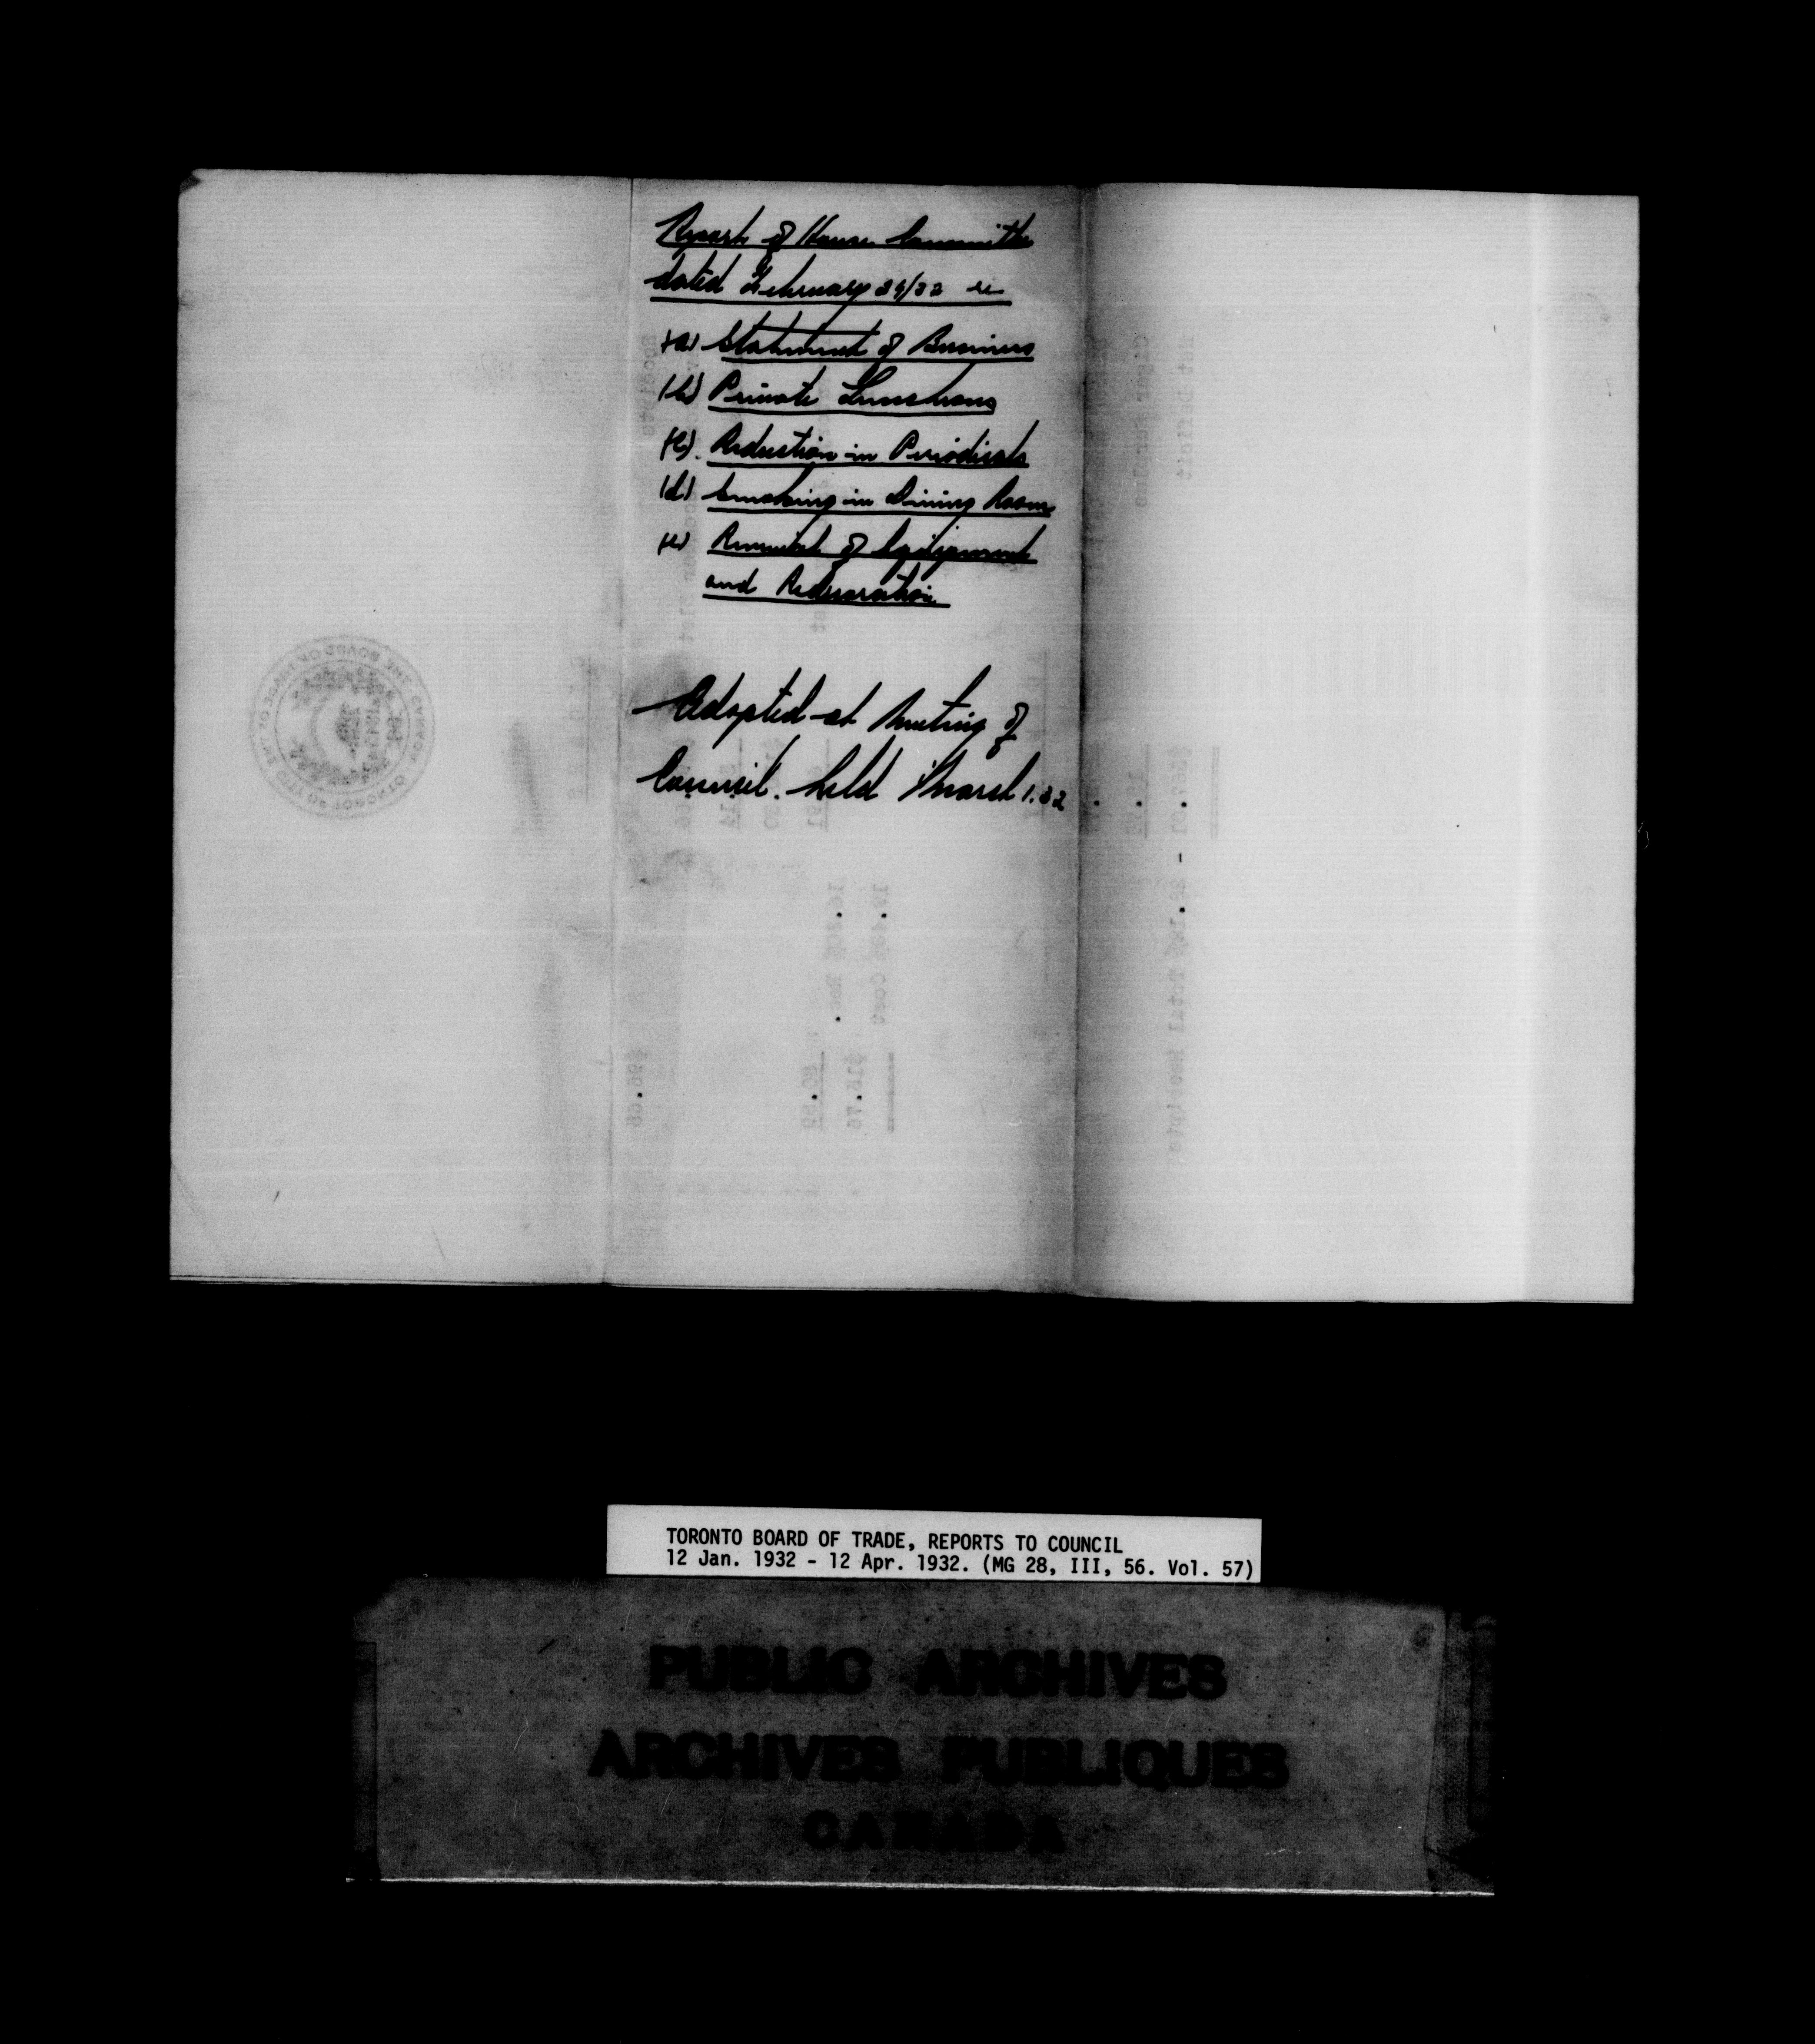 Report of House Committee
dated February 29/32 re
(a) Statement of Business
(b) Private Luncheons
(c). Reduction in Periodicals
(d) Smoking in Dining Room
(e) Renewal of Equipment
and Redecoration
Adopted at Meeting of
Council. held March 1.32
TORONTO BOARD OF TRADE, REPORTS TO COUNCIL
12 Jan. 1932 - 12 Apr. 1932. (MG 28, III, 56. Vol. 57)
PUBLIC ARCHIVES
ARCHIVES PUBLIQUES
CANADA